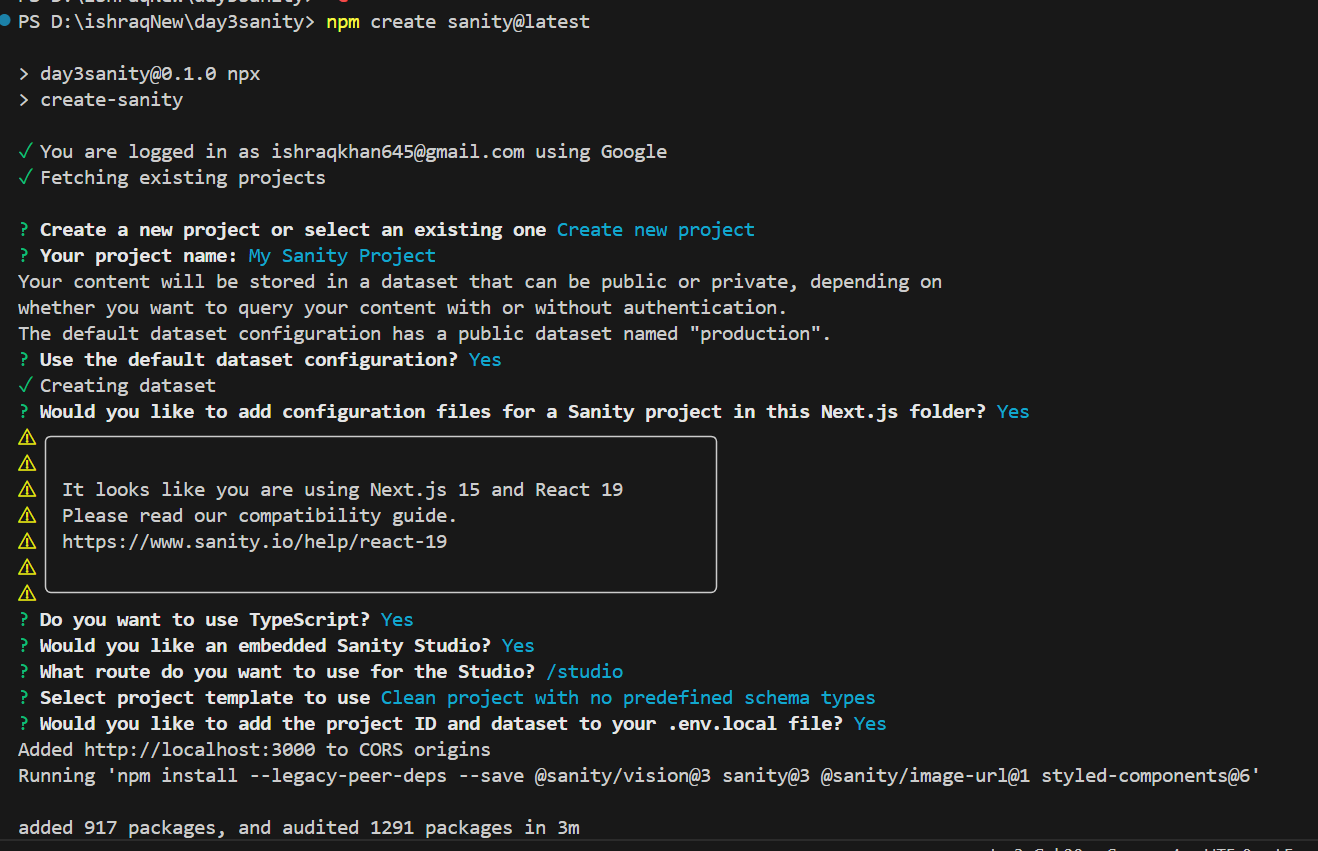 PS D:\ishraqNew\day3sanity>
PS D:\ishraqNew\day3sanity> npm create sanity@latest
> day3sanity@0.1.0 npx
> create-sanity
✓ You are logged in as ishraqkhan645@gmail.com using Google
✓ Fetching existing projects
? Create a new project or select an existing one Create new project
? Your project name: My Sanity Project
Your content will be stored in a dataset that can be public or private, depending on
whether you want to query your content with or without authentication.
The default dataset configuration has a public dataset named "production".
? Use the default dataset configuration? Yes
✓ Creating dataset
? Would you like to add configuration files for a Sanity project in this Next.js folder? Yes
It looks like you are using Next.js 15 and React 19
Please read our compatibility guide.
https://www.sanity.io/help/react-19
? Do you want to use TypeScript? Yes
? Would you like an embedded Sanity Studio? Yes
? What route do you want to use for the Studio? /studio
? Select project template to use Clean project with no predefined schema types
? Would you like to add the project ID and dataset to your .env.local file? Yes
Added http://localhost:3000 to CORS origins
Running 'npm install --legacy-peer-deps --save @sanity/vision@3 sanity@3 @sanity/image-url@1 styled-components@6'
added 917 packages, and audited 1291 packages in 3m